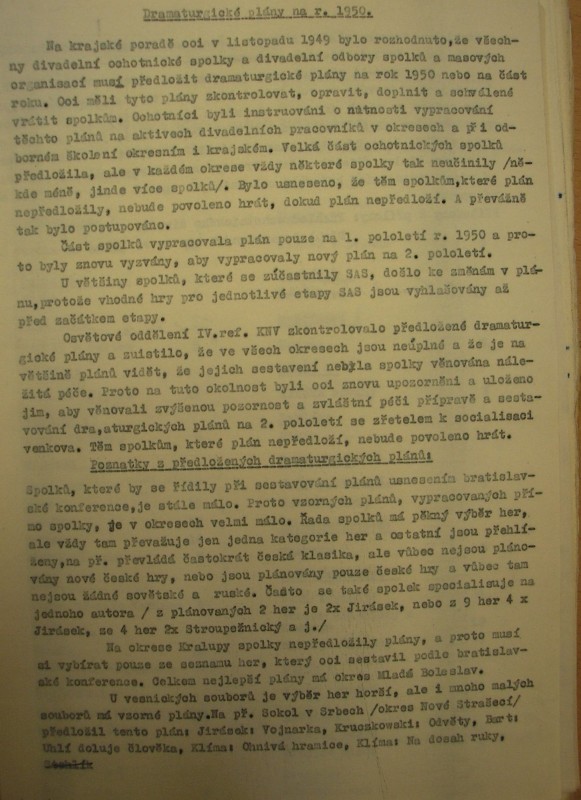 Dramaturgické plány na r. 1950.
Na krajské poradě ooi v listopadu 1949 bylo rozhodnuto,že všech-
ny divadelní ochotnické spolky a divadelní odbory spolků a masových
organisací musí předložit dramaturgické plány na rok 1950 nebo na část
roku. Ooi měli tyto plány zkontrolovat, opravit, doplnit a schválené
vrátit spolkům. Ochotníci byli instruováni o nutnosti vypracování
těchto plánů na aktivech divadelních pracovníků v okresech a při od-
borném školení okresním i krajském. Velká část ochotnických spolků
předložila, ale v každém okrese vždy některé spolky tak neučinily /ně-
kde méně, jinde více spolků/. Bylo usneseno, že těm spolkům,které plán
nepředložily, nebude povoleno hrát, dokud plán nepředloží. A převážně
tak bylo postupováno.
Část spolků vypracovala plán pouze na 1. pololetí r. 1950 a pro-
to byly znovu vyzvány, aby vypracovaly nový plán na 2. pololetí.
U většiny spolků, které se zúčastnily SAS, došlo ke změnám v plá-
nu,protože vhodné hry pro jednotlivé etapy SAS jsou vyhlašovány až
před začátkem etapy.
Osvětové oddělení IV.ref. KNV zkontrolovalo předložené dramatur-
gické plány a zuistilo, že ve všech okresech jsou neúplné a že je na
většině plánů vidět, že jejich sestavení nebyla spolky věnována nále-
žitá péče. Proto na tuto okolnost byli ooi znovu upozorněni a uloženo
jim, aby věnovali zvýšenou pozornost a zvláštní péči přípravě a sesta-
vování dra,aturgických plánů na 2. pololetí se zřetelem k socialisaci
venkova. Těm spolkům, které plán nepředloží, nebude povoleno hrát.
Poznatky z předložených dramaturgických plánů:
Spolků, které by se řídily při sestavování plánů usnesením bratislav-
ské konference,je stále málo. Proto vzorných plánů, vypracovaných pří-
mo spolky, je v okresech velmi málo. Řada spolků má pěkný výběr her,
ale vždy tam převažuje jen jedna kategorie her a ostatní jsou přehlí-
ženy,na př. převládá častokrát česká klasika, ale vůbec nejsou pláno-
vány nové české hry, nebo jsou plánovány pouze české hry a vůbec tam
nejsou žádné sovětské a ruské. Často se také spolek specialisuje na
jednoho autora / z plánovaných 2 her je 2x Jirásek, nebo z 9 her 4 x
Jirásek, ze 4 her 2x Stroupežnický a j./
Na okrese Kralupy spolky nepředložily plány, a proto musí
si vybírat pouze ze seznamu her, který ooi sestavil podle bratislav-
ské konference. Celkem nejlepší plány má okres Mladá Boleslav.
U vesnických souborů je výběr her horší, ale i mnoho malých
souborů má vzorné plány.Na př. Sokol v Srbech /okres Nové Strašecí/
předložil tento plán: Jirásek: Vojnarka, Kruczkowski: Odvěty, Bart:
Uhlí doluje člověka, Klíma: Ohnivá hranice, Klíma: Na dosah ruky,